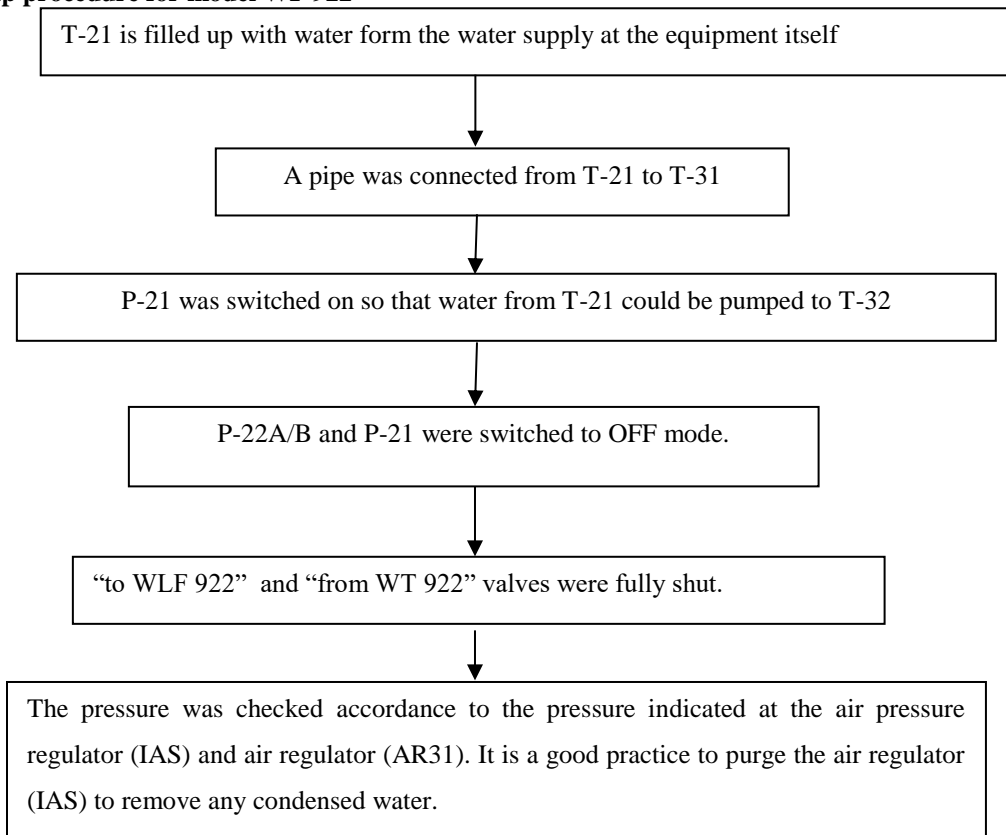 procedure for model
T-21 is filled up with water form the water supply at the equipment itself
A pipe was connected from T-21 to T-31
P-21 was switched on so that water from T-21 could be pumped to T-32
P-22A/B and P-21 were switched to OFF mode.
“to WLF 922” and “from WT 922” valves were fully shut.
The pressure was checked accordance to the pressure indicated at the air pressure
regulator (IAS) and air regulator (AR31). It is a good practice to purge the air regulator
(IAS) to remove any condensed water.